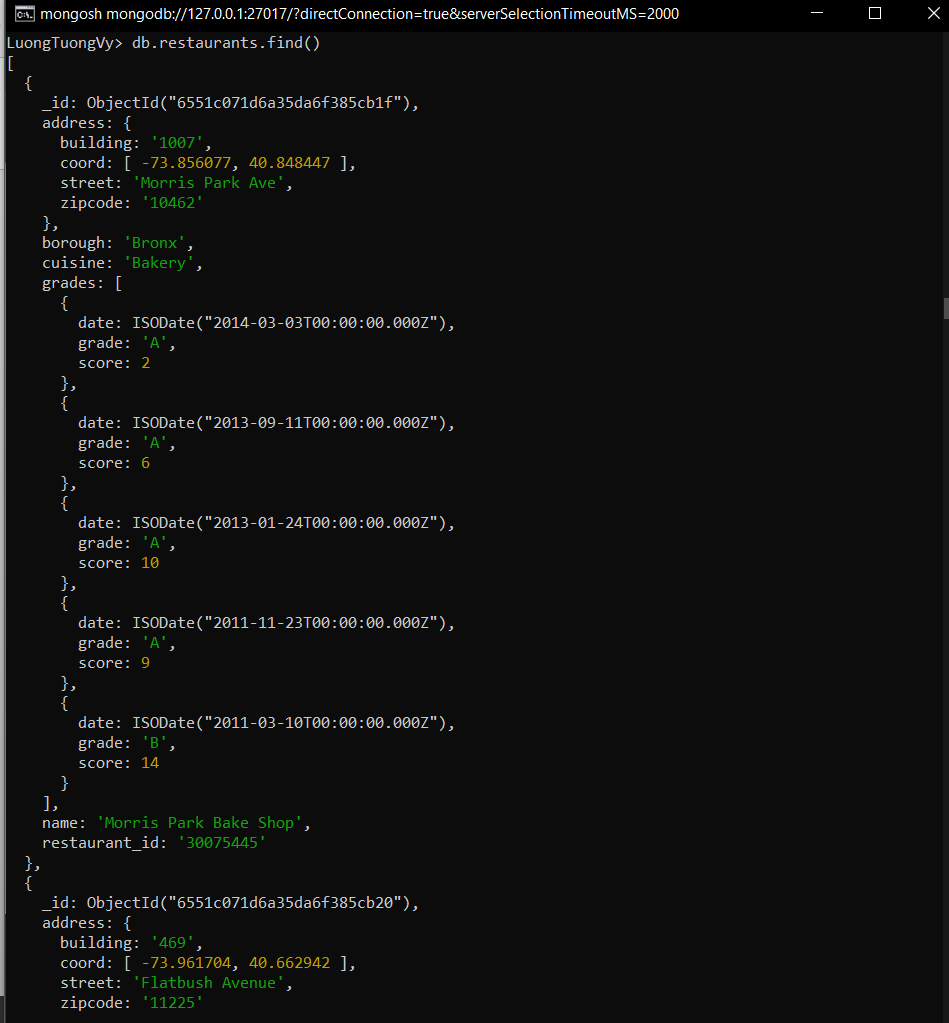 mongosh mongodb://127.0.0.1:27017/?directConnection=true&serverSelectionTimeoutMS=2000
LuongTuongVy> db.restaurants.find()
[
  {
    _id: ObjectId("6551c071d6a35da6f385cb1f"),
    address: {
      building: '1007',
      coord: [ -73.856077, 40.848447 ],
      street: 'Morris Park Ave',
      zipcode: '10462'
    },
    borough: 'Bronx',
    cuisine: 'Bakery',
    grades: [
      {
        date: ISODate("2014-03-03T00:00:00.000Z"),
        grade: 'A',
        score: 2
      },
      {
        date: ISODate("2013-09-11T00:00:00.000Z"),
        grade: 'A',
        score: 6
      },
      {
        date: ISODate("2013-01-24T00:00:00.000Z"),
        grade: 'A',
        score: 10
      },
      {
        date: ISODate("2011-11-23T00:00:00.000Z"),
        grade: 'A',
        score: 9
      },
      {
        date: ISODate("2011-03-10T00:00:00.000Z"),
        grade: 'B',
        score: 14
      }
    ],
    name: 'Morris Park Bake Shop',
    restaurant_id: '30075445'
  },
  {
    _id: ObjectId("6551c071d6a35da6f385cb20"),
    address: {
      building: '469',
      coord: [ -73.961704, 40.662942 ],
      street: 'Flatbush Avenue',
      zipcode: '11225'